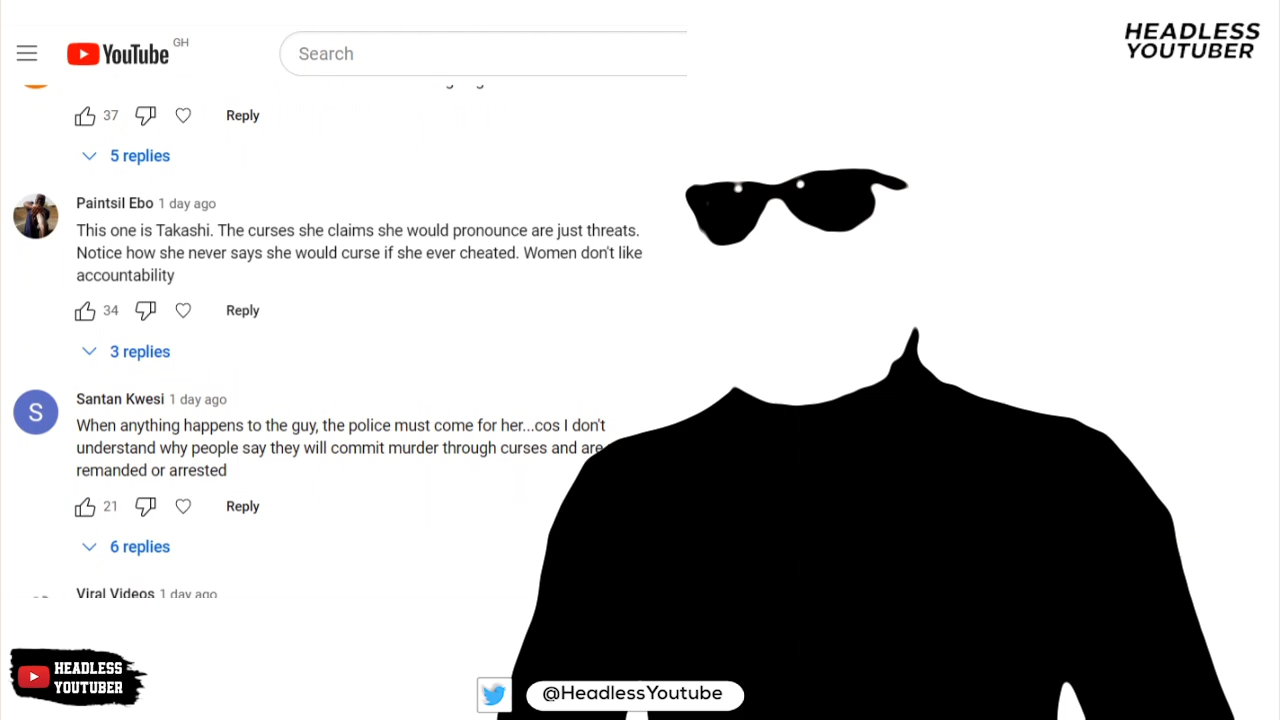 HEADLESS
YOUTUBER
YouTube GH
Search
37 Reply
5 replies
Paintsil Ebo 1 day ago
This one is Takashi. The curses she claims she would pronounce are just threats.
Notice how she never says she would curse if she ever cheated. Women don't like
accountability
34 Reply
3 replies
S
Santan Kwesi 1 day ago
When anything happens to the guy, the police must come for her...cos I don't
understand why people say they will commit murder through curses and are
remanded or arrested
21 Reply
6 replies
Viral Videos 1 day ago
HEADLESS
YOUTUBER
@HeadlessYoutube